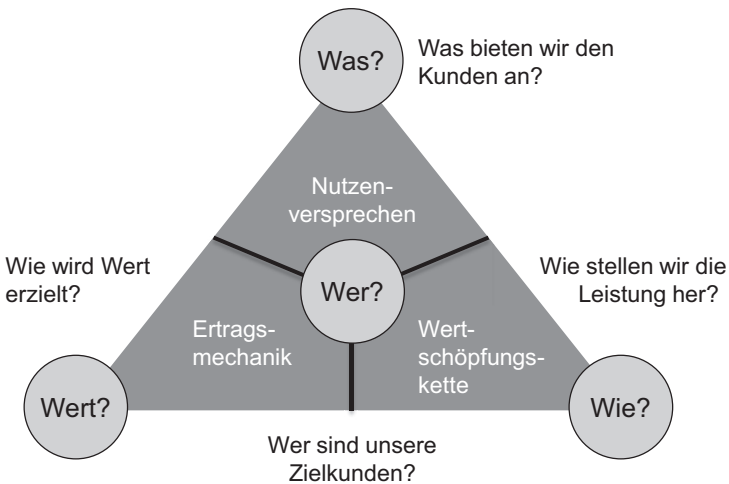 Was?
Was bieten wir den
Kunden an?
Nutzen-
versprechen
Wie wird Wert
erzielt?
Wer?
Wie stellen wir die
Leistung her?
Ertrags-
mechanik
Wert-
schöpfungs-
kette
Wert?
Wie?
Wer sind unsere
Zielkunden?